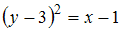 (y − 3)² = x − 1